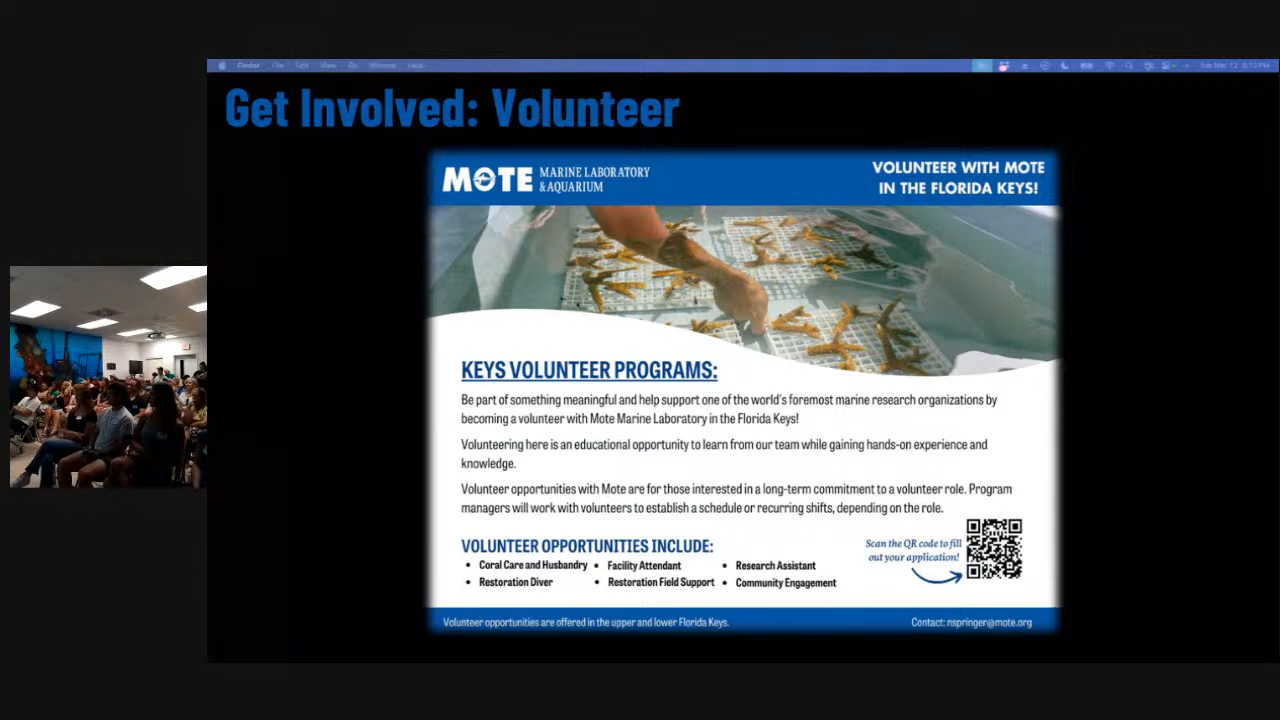 Finder File Edit View Go Window Help
Get Involved: Volunteer
MOTE MARINE LABORATORY
& AQUARIUM
VOLUNTEER WITH MOTE
IN THE FLORIDA KEYS!
KEYS VOLUNTEER PROGRAMS:
Be part of something meaningful and help support one of the world's foremost marine research organizations by
becoming a volunteer with Mote Marine Laboratory in the Florida Keys!
Volunteering here is an educational opportunity to learn from our team while gaining hands-on experience and
knowledge.
Volunteer opportunities with Mote are for those interested in a long-term commitment to a volunteer role. Program
managers will work with volunteers to establish a schedule or recurring shifts, depending on the role.
Scan the QR code to fill
out your application!
VOLUNTEER OPPORTUNITIES INCLUDE:
• Coral Care and Husbandry • Facility Attendant • Research Assistant
• Restoration Diver • Restoration Field Support • Community Engagement
Volunteer opportunities are offered in the upper and lower Florida Keys.
Contact: nspringer@mote.org